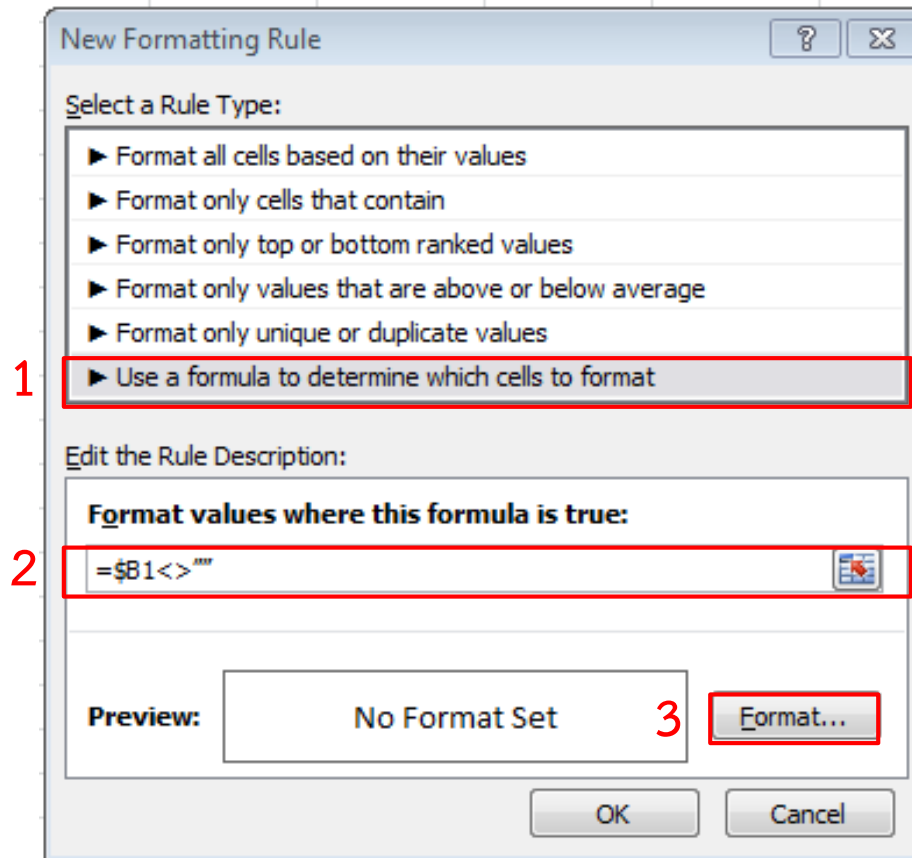 New Formatting Rule
Select a Rule Type:
► Format all cells based on their values
► Format only cells that contain
► Format only top or bottom ranked values
► Format only values that are above or below average
► Format only unique or duplicate values
1 ► Use a formula to determine which cells to format
Edit the Rule Description:
Format values where this formula is true:
2 =$B1<>""
Preview: No Format Set 3 Format...
OK Cancel